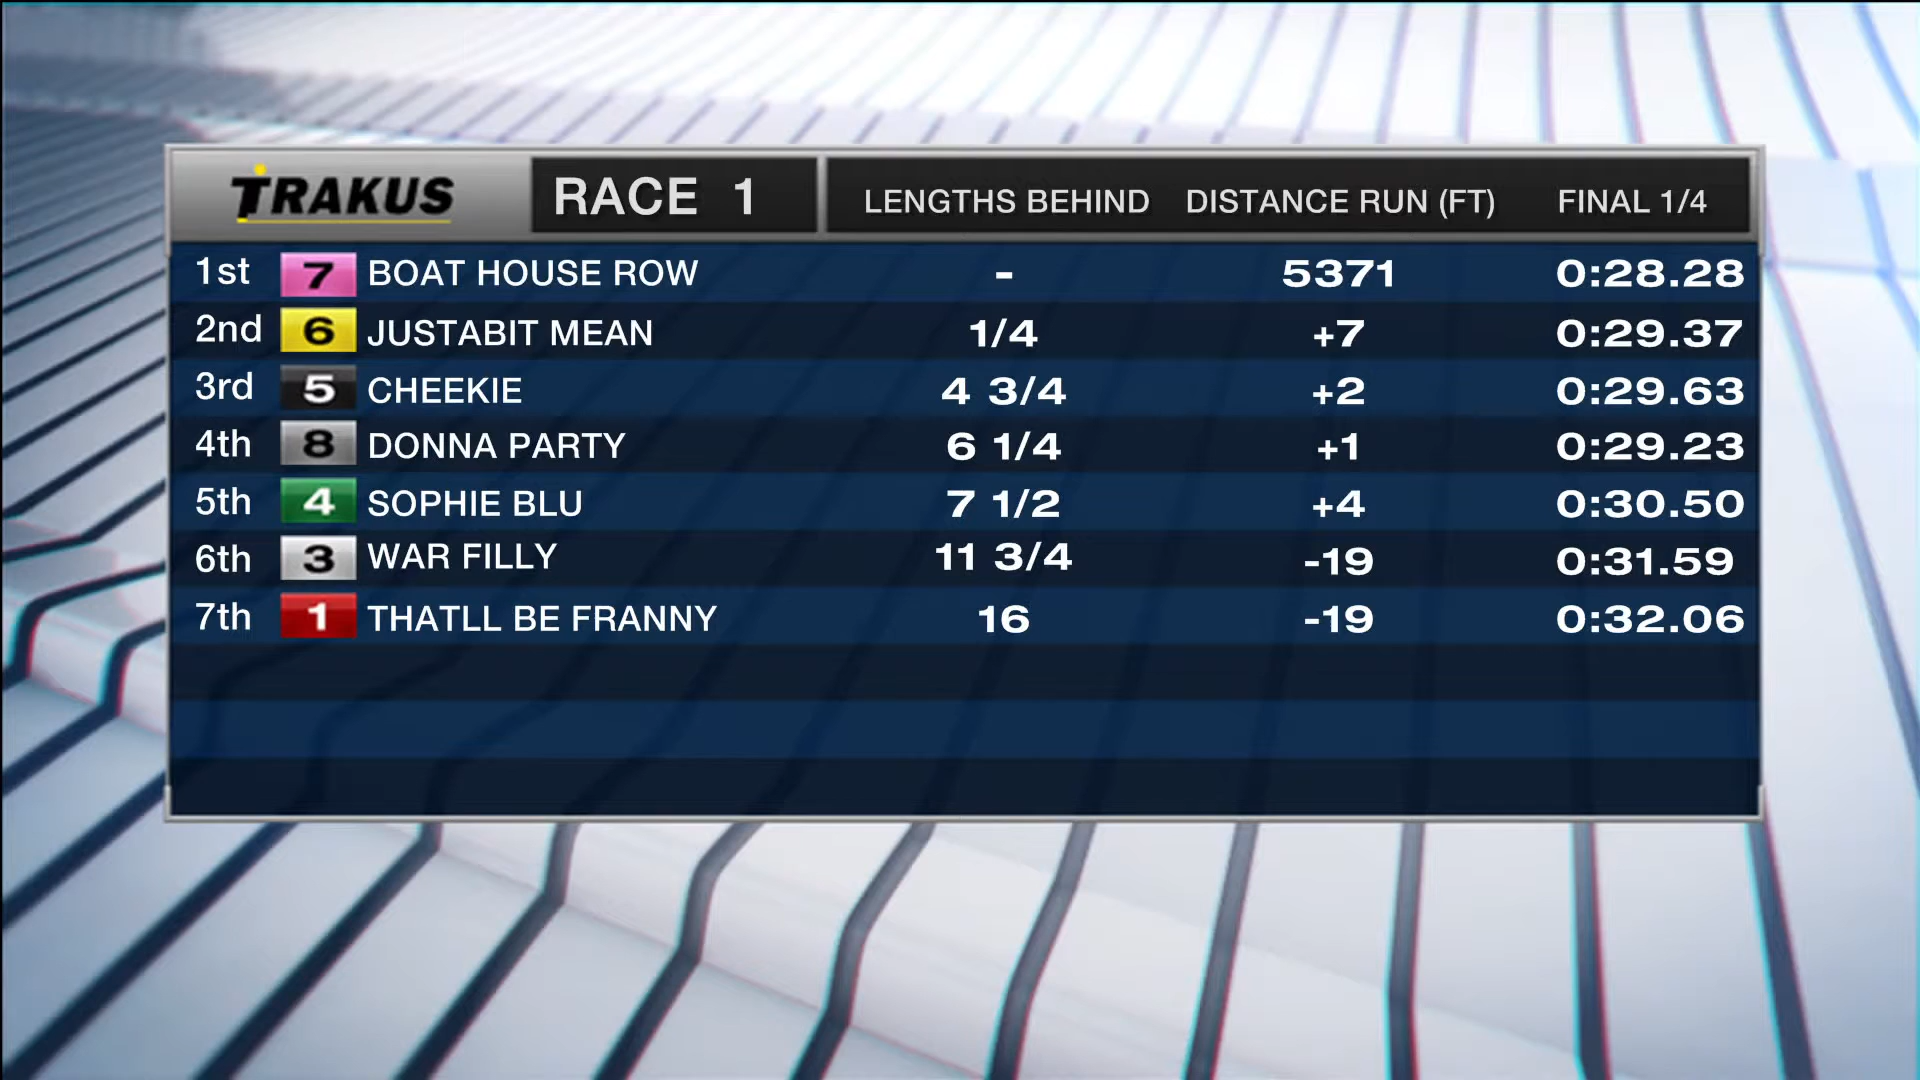 TRAKUS RACE 1 LENGTHS BEHIND DISTANCE RUN (FT) FINAL 1/4
1st 7 BOAT HOUSE ROW - 5371 0:28.28
2nd 6 JUSTABIT MEAN 1/4 +7 0:29.37
3rd 5 CHEEKIE 4 3/4 +2 0:29.63
4th 8 DONNA PARTY 6 1/4 +1 0:29.23
5th 4 SOPHIE BLU 7 1/2 +4 0:30.50
6th 3 WAR FILLY 11 3/4 -19 0:31.59
7th 1 THATLL BE FRANNY 16 -19 0:32.06